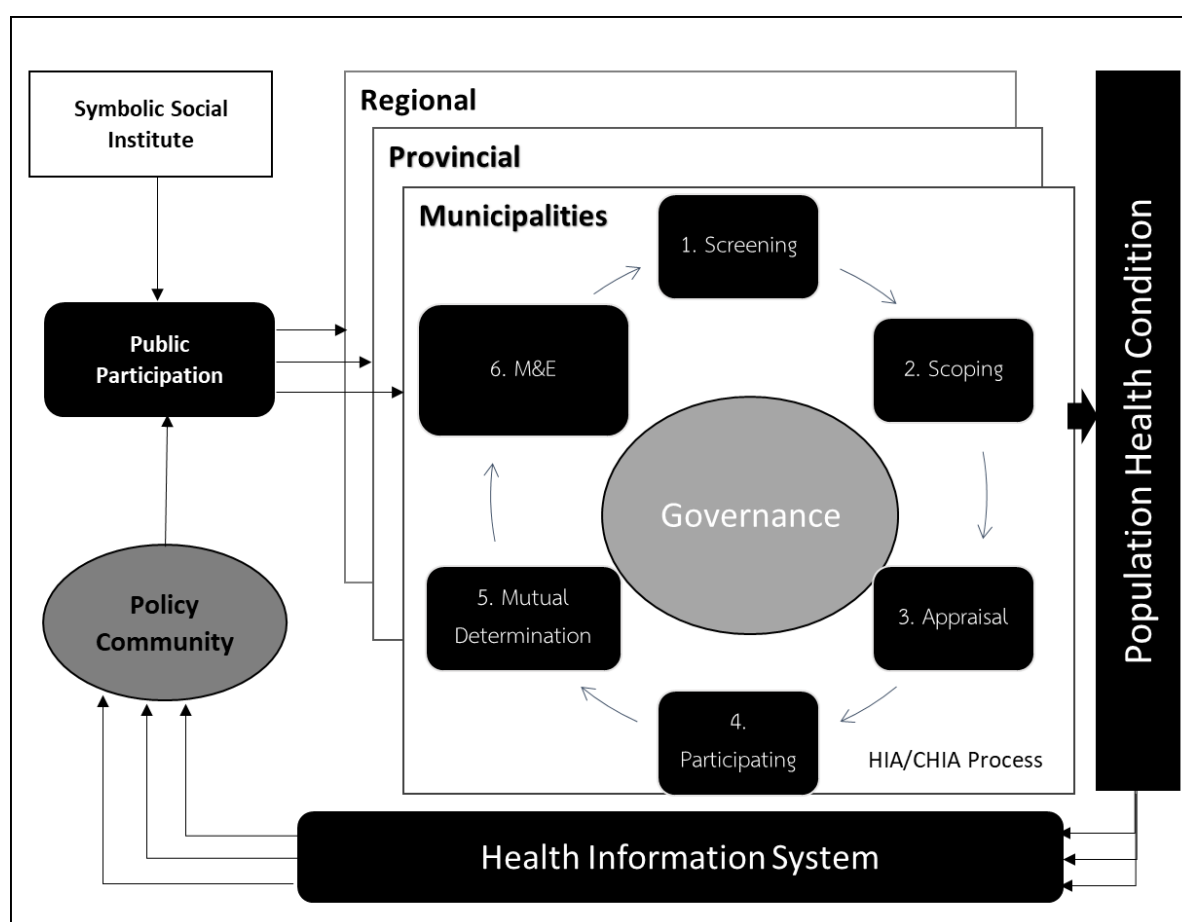 Symbolic Social
Institute
Regional
Provincial
Municipalities
1. Screening
Public
Participation
6. M&E
2. Scoping
Governance
Population Health Condition
Policy
Community
5. Mutual
Determination
3. Appraisal
4.
Participating
HIA/CHIA Process
Health Information System